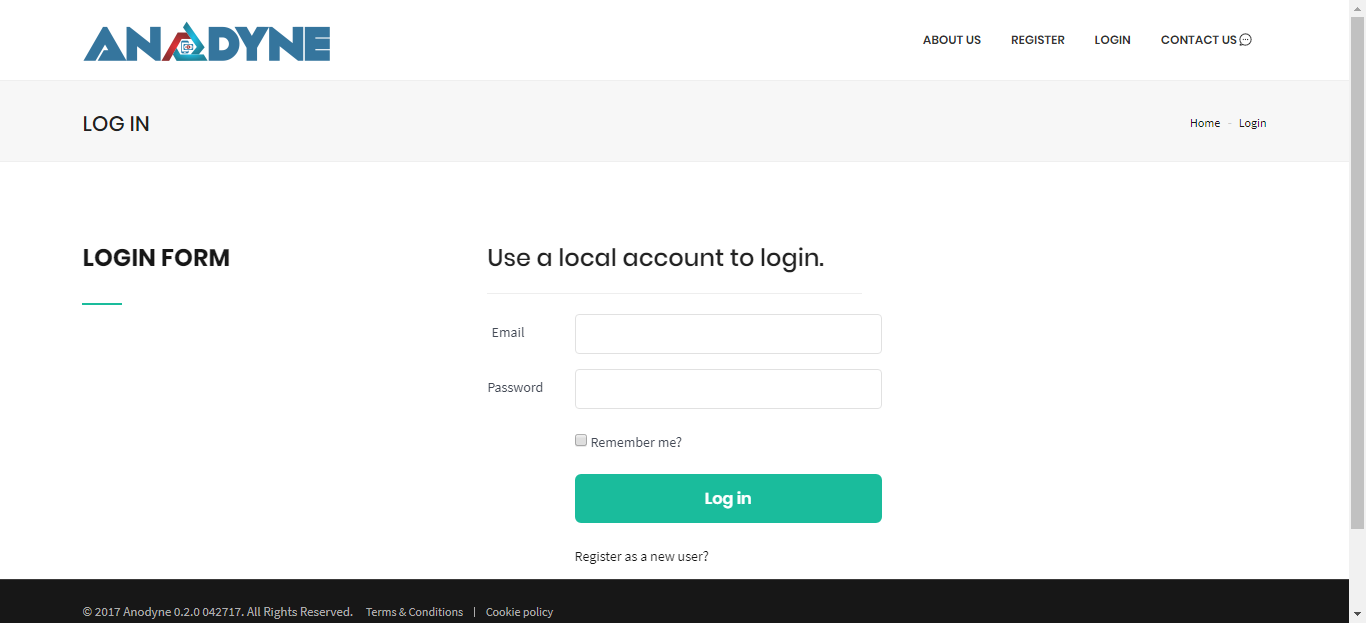 ANADYNE
ABOUT US REGISTER LOGIN CONTACT US
LOG IN
Home - Login
LOGIN FORM
Use a local account to login.
Email
Password
Remember me?
Log in
Register as a new user?
© 2017 Anodyne 0.2.0 042717. All Rights Reserved. Terms & Conditions | Cookie policy